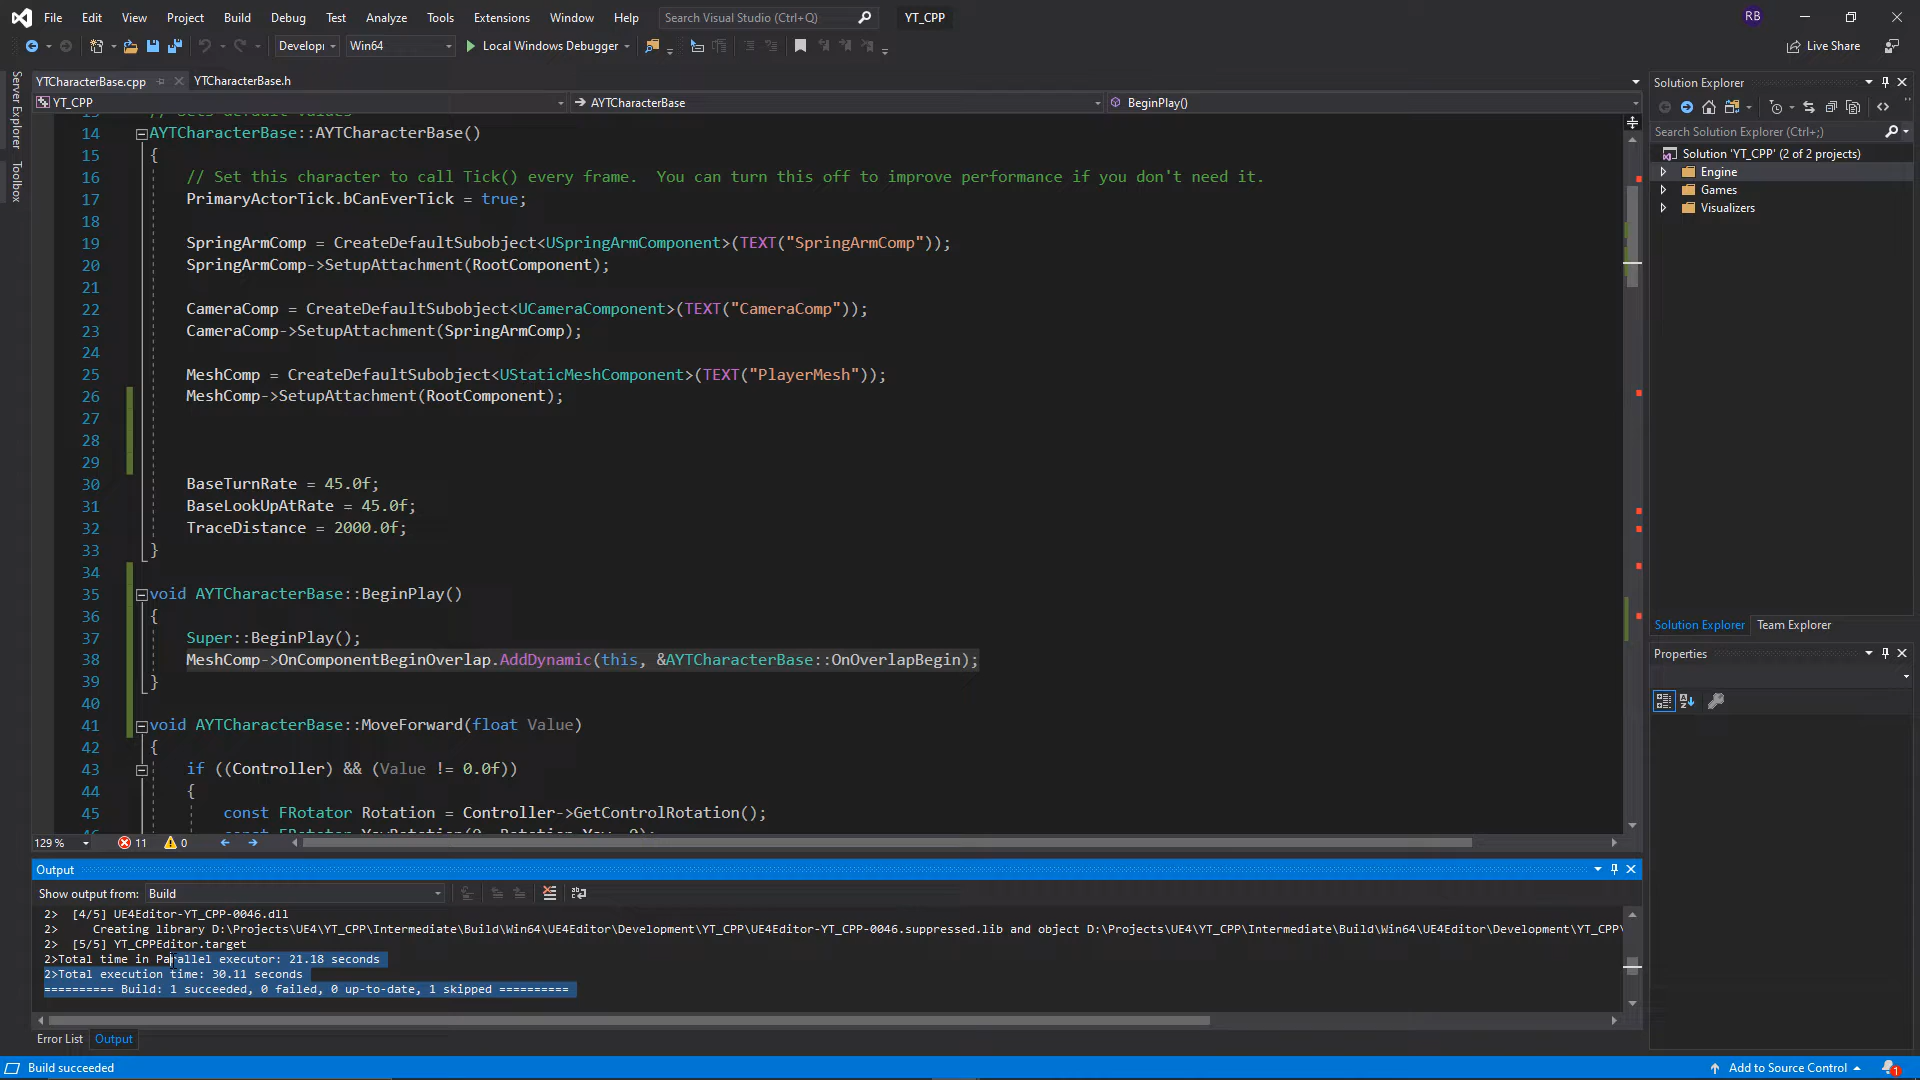 File Edit View Project Build Debug Test Analyze Tools Extensions Window Help Search Visual Studio (Ctrl+Q) YT_CPP RB
Develop Win64 Local Windows Debugger Live Share
Server Explorer
Toolbox
YTCharacterBase.cpp YTCharacterBase.h
YT_CPP AYTCharacterBase BeginPlay()
14 AYTCharacterBase::AYTCharacterBase()
15 {
16 // Set this character to call Tick() every frame.  You can turn this off to improve performance if you don't need it.
17 PrimaryActorTick.bCanEverTick = true;
18
19 SpringArmComp = CreateDefaultSubobject<USpringArmComponent>(TEXT("SpringArmComp"));
20 SpringArmComp->SetupAttachment(RootComponent);
21
22 CameraComp = CreateDefaultSubobject<UCameraComponent>(TEXT("CameraComp"));
23 CameraComp->SetupAttachment(SpringArmComp);
24
25 MeshComp = CreateDefaultSubobject<UStaticMeshComponent>(TEXT("PlayerMesh"));
26 MeshComp->SetupAttachment(RootComponent);
27
28
29
30 BaseTurnRate = 45.0f;
31 BaseLookUpAtRate = 45.0f;
32 TraceDistance = 2000.0f;
33 }
34
35 void AYTCharacterBase::BeginPlay()
36 {
37 Super::BeginPlay();
38 MeshComp->OnComponentBeginOverlap.AddDynamic(this, &AYTCharacterBase::OnOverlapBegin);
39 }
40
41 void AYTCharacterBase::MoveForward(float Value)
42 {
43 if ((Controller) && (Value != 0.0f))
44 {
45 const FRotator Rotation = Controller->GetControlRotation();
129 % 11 0
Output
Show output from: Build
2> [4/5] UE4Editor-YT_CPP-0046.dll
2> Creating library D:\Projects\UE4\YT_CPP\Intermediate\Build\Win64\UE4Editor\Development\YT_CPP\UE4Editor-YT_CPP-0046.suppressed.lib and object D:\Projects\UE4\YT_CPP\Intermediate\Build\Win64\UE4Editor\Development\YT_CPP\
2> [5/5] YT_CPPEditor.target
2>Total time in Parallel executor: 21.18 seconds
2>Total execution time: 30.11 seconds
========== Build: 1 succeeded, 0 failed, 0 up-to-date, 1 skipped ==========
Error List Output
Build succeeded Add to Source Control 1
Solution Explorer
Search Solution Explorer (Ctrl+;)
Solution 'YT_CPP' (2 of 2 projects)
Engine
Games
Visualizers
Solution Explorer Team Explorer
Properties